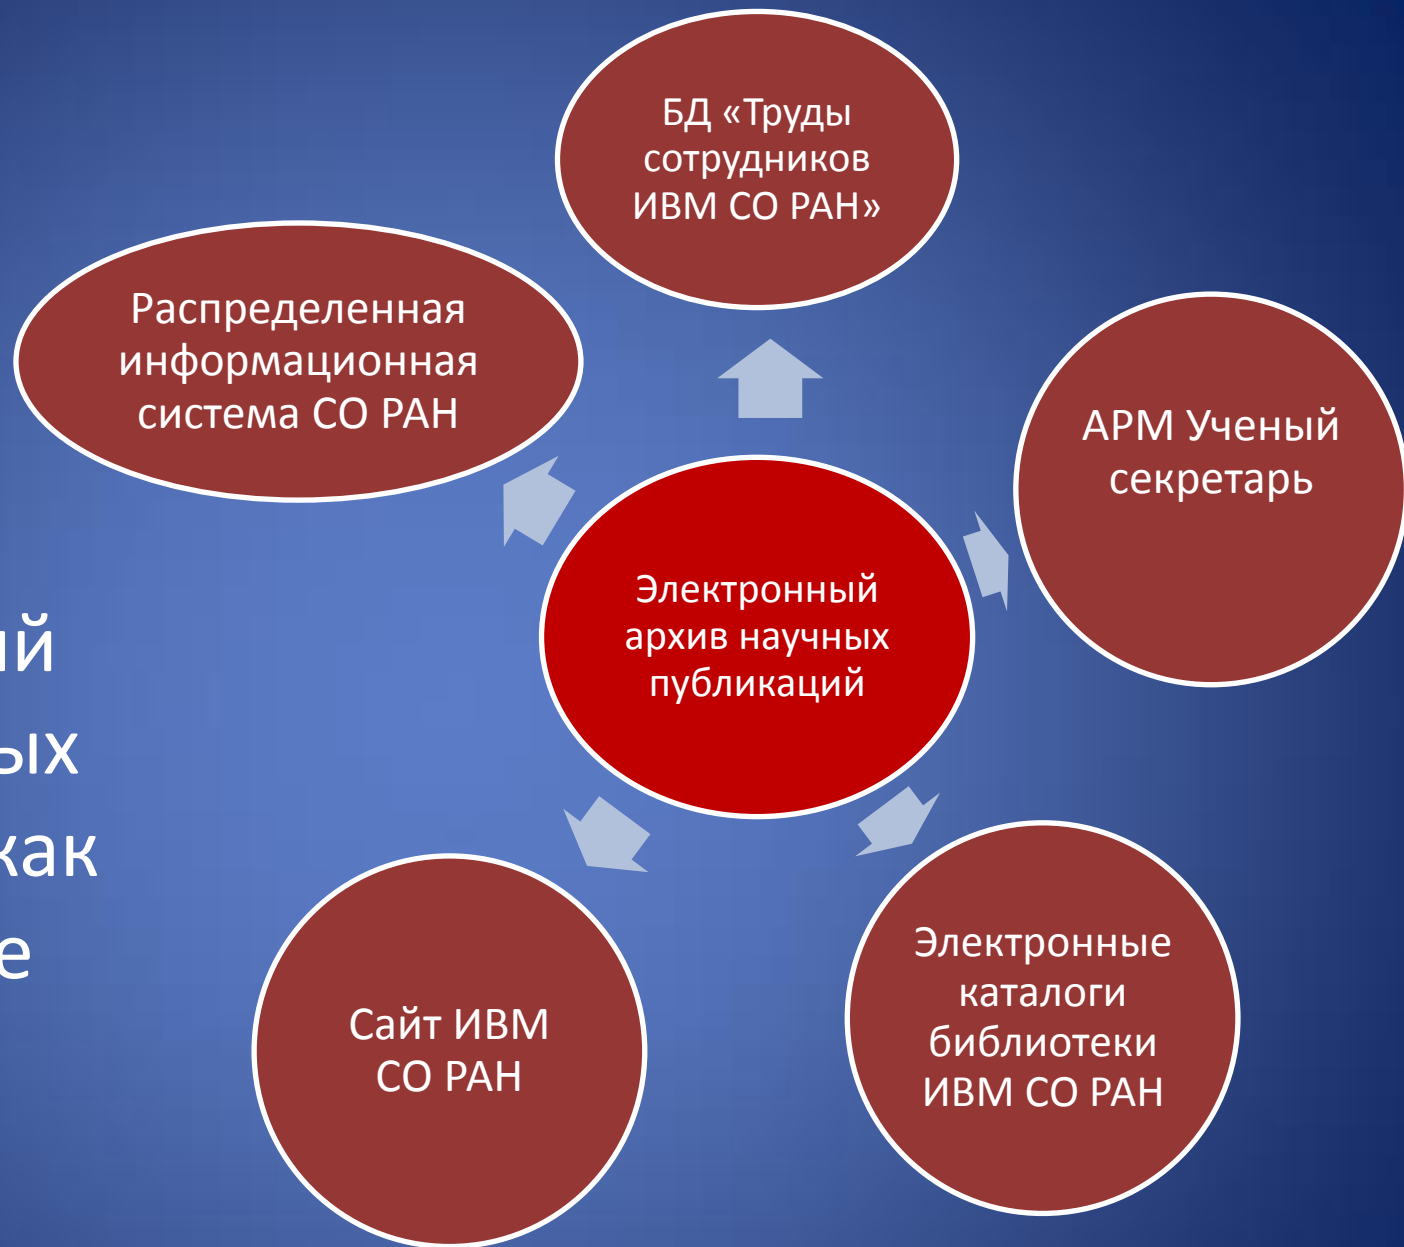 БД «Труды
сотрудников
ИВМ СО РАН»
Распределенная
информационная
система СО РАН
АРМ Ученый
секретарь
Электронный
архив научных
публикаций
как
Сайт ИВМ
СО РАН
Электронные
каталоги
библиотеки
ИВМ СО РАН